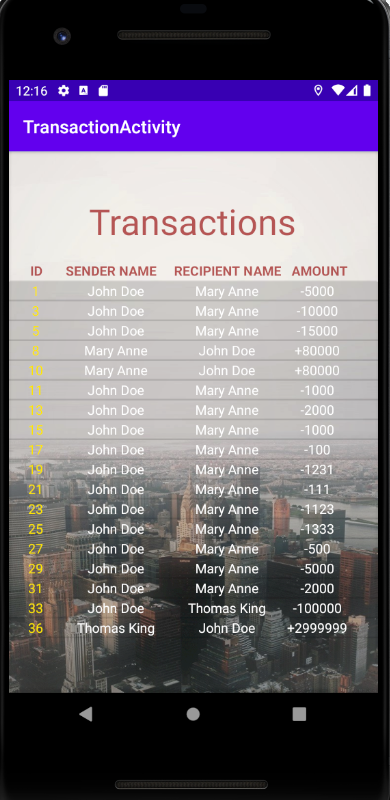 12:16
TransactionActivity
Transactions
ID SENDER NAME RECIPIENT NAME AMOUNT
1 John Doe Mary Anne -5000
3 John Doe Mary Anne -10000
5 John Doe Mary Anne -15000
8 Mary Anne John Doe +80000
10 Mary Anne John Doe +80000
11 John Doe Mary Anne -1000
13 John Doe Mary Anne -2000
15 John Doe Mary Anne -1000
17 John Doe Mary Anne -100
19 John Doe Mary Anne -1231
21 John Doe Mary Anne -111
23 John Doe Mary Anne -1123
25 John Doe Mary Anne -1333
27 John Doe Mary Anne -500
29 John Doe Mary Anne -5000
31 John Doe Mary Anne -2000
33 John Doe Thomas King -100000
36 Thomas King John Doe +2999999